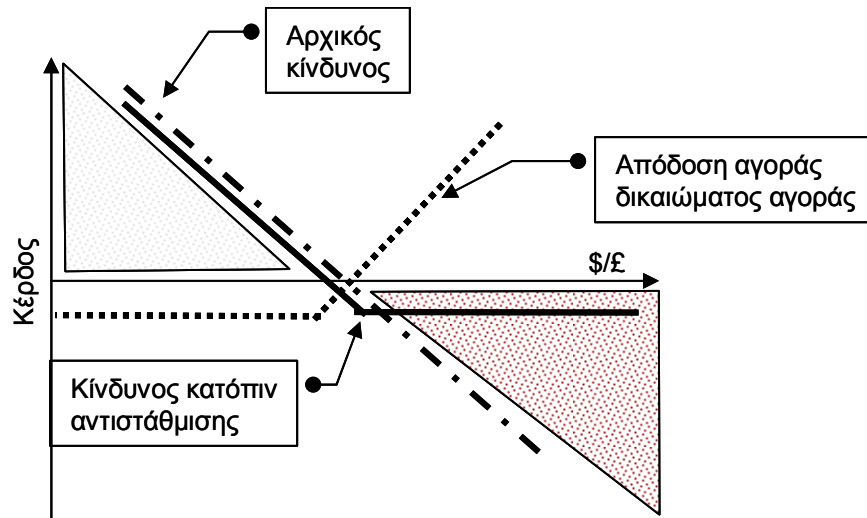 Αρχικός
κίνδυνος
Απόδοση αγοράς
δικαιώματος αγοράς
$/£
Κέρδος
Κίνδυνος κατόπιν
αντιστάθμισης